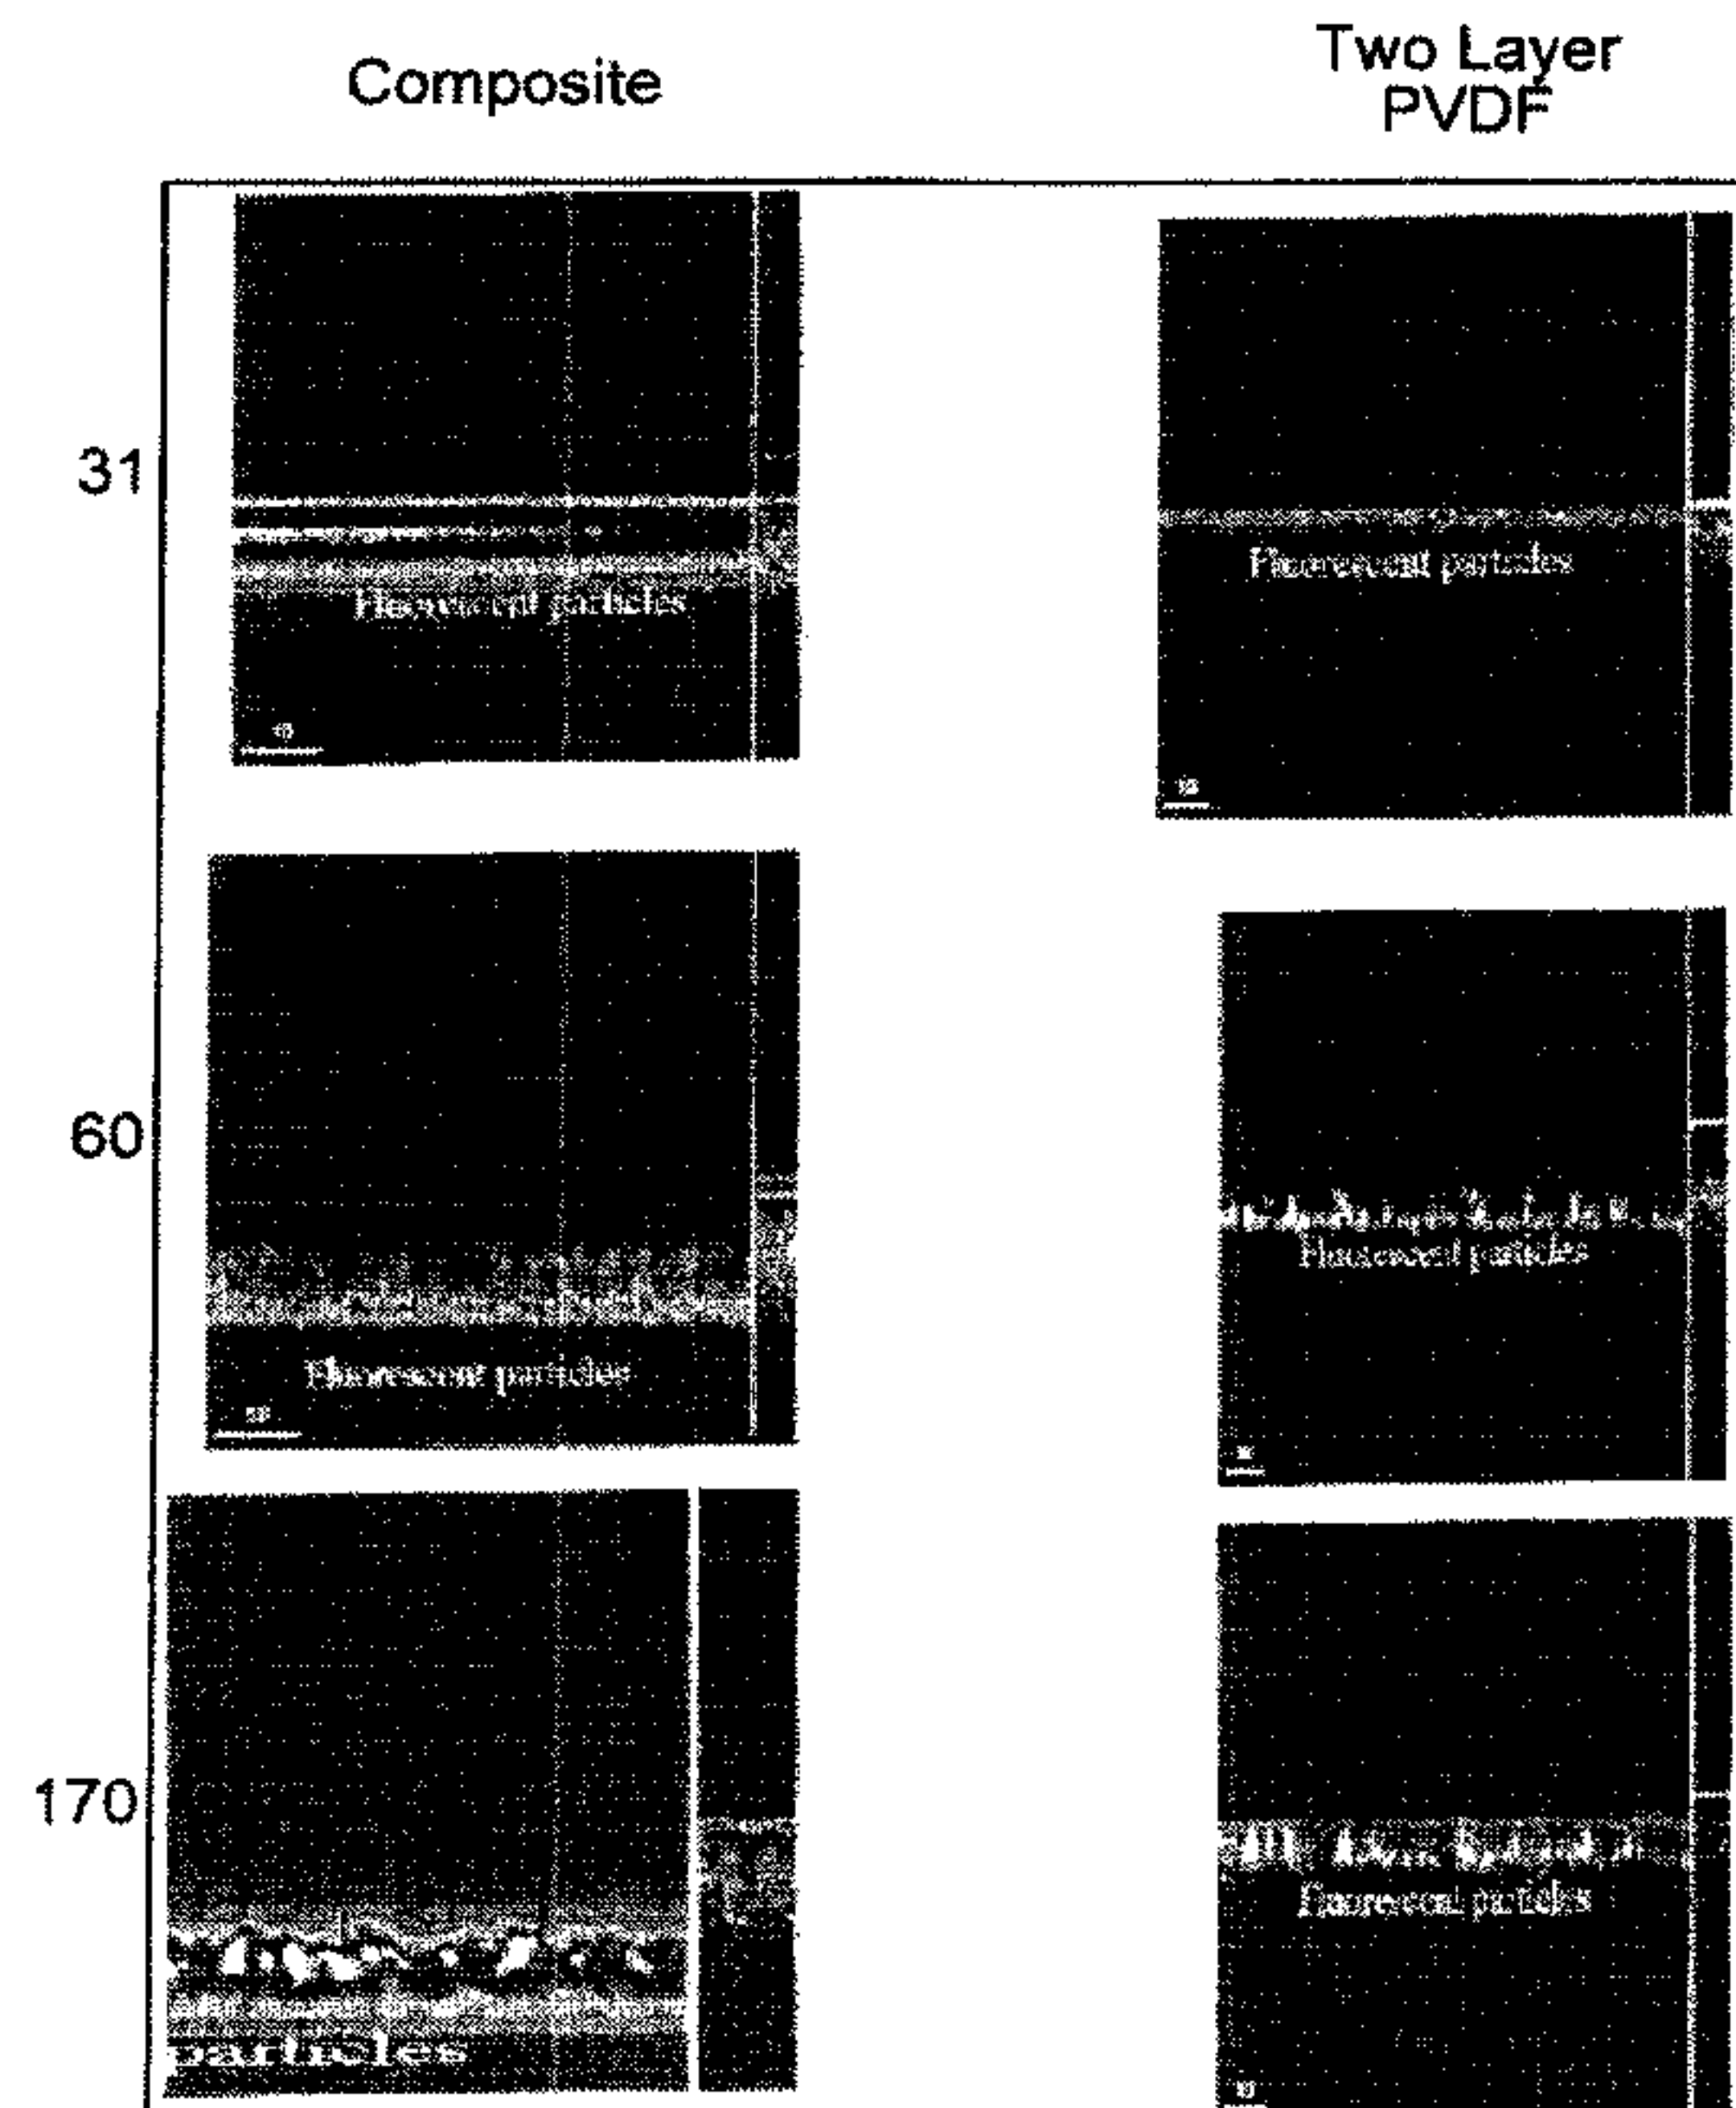 Composite
Two Layer
PVDF
31
Fluorescent particles
Fluorescent particles
60
Fluorescent particles
Fluorescent particles
170
particles
Fluorescent particles